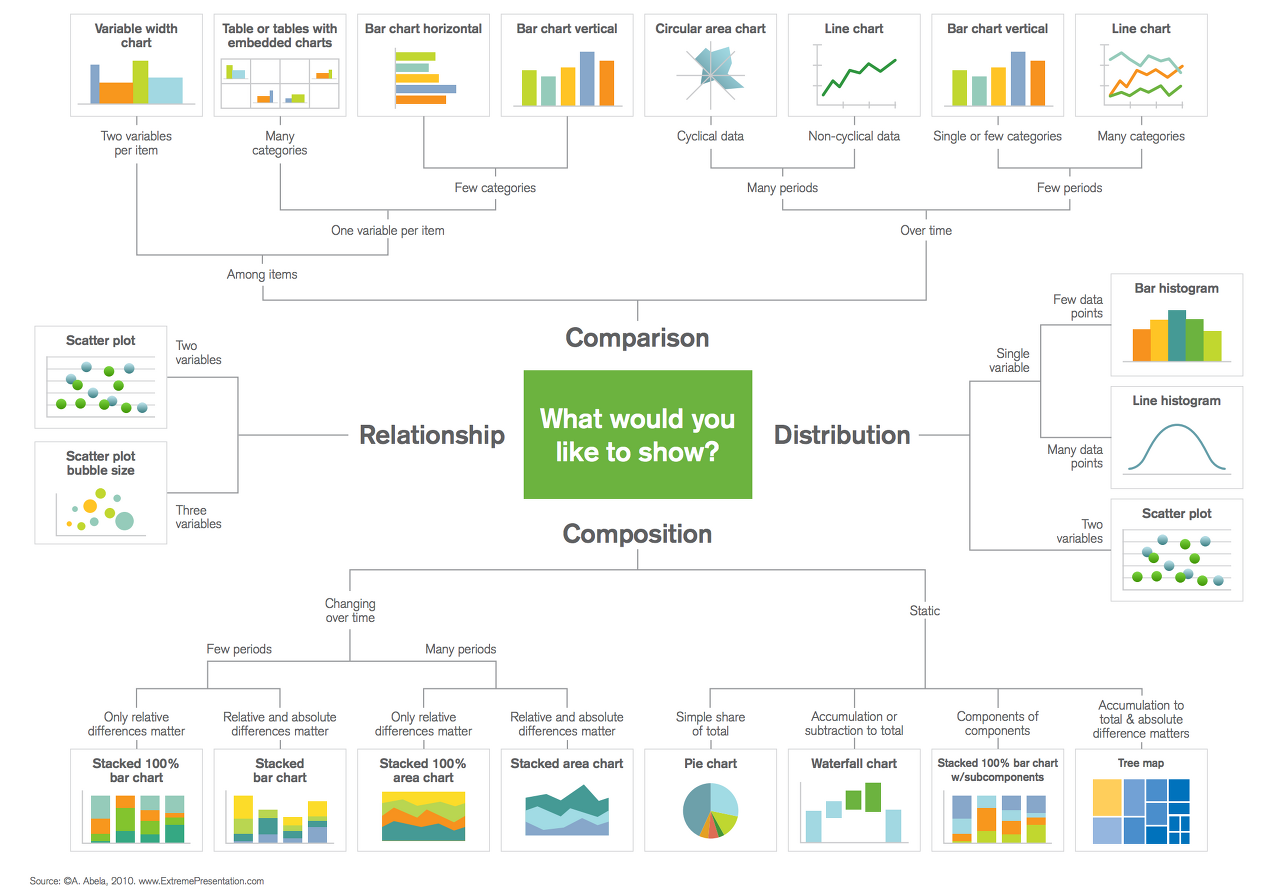 Variable width
chart
Table or tables with
embedded charts
Bar chart horizontal
Bar chart vertical
Circular area chart
Line chart
Bar chart vertical
Line chart
Two variables
per item
Many
categories
Cyclical data
Non-cyclical data
Single or few categories
Many categories
Few categories
Many periods
Few periods
One variable per item
Over time
Among items
Comparison
Scatter plot
Two
variables
Scatter plot
bubble size
Three
variables
Relationship
What would you
like to show?
Distribution
Single
variable
Few data
points
Bar histogram
Many data
points
Line histogram
Two
variables
Scatter plot
Composition
Changing
over time
Static
Few periods
Many periods
Only relative
differences matter
Relative and absolute
differences matter
Only relative
differences matter
Relative and absolute
differences matter
Simple share
of total
Accumulation or
subtraction to total
Components of
components
Accumulation to
total & absolute
difference matters
Stacked 100%
bar chart
Stacked
bar chart
Stacked 100%
area chart
Stacked area chart
Pie chart
Waterfall chart
Stacked 100% bar chart
w/subcomponents
Tree map
Source: ©A. Abela, 2010. www.ExtremePresentation.com